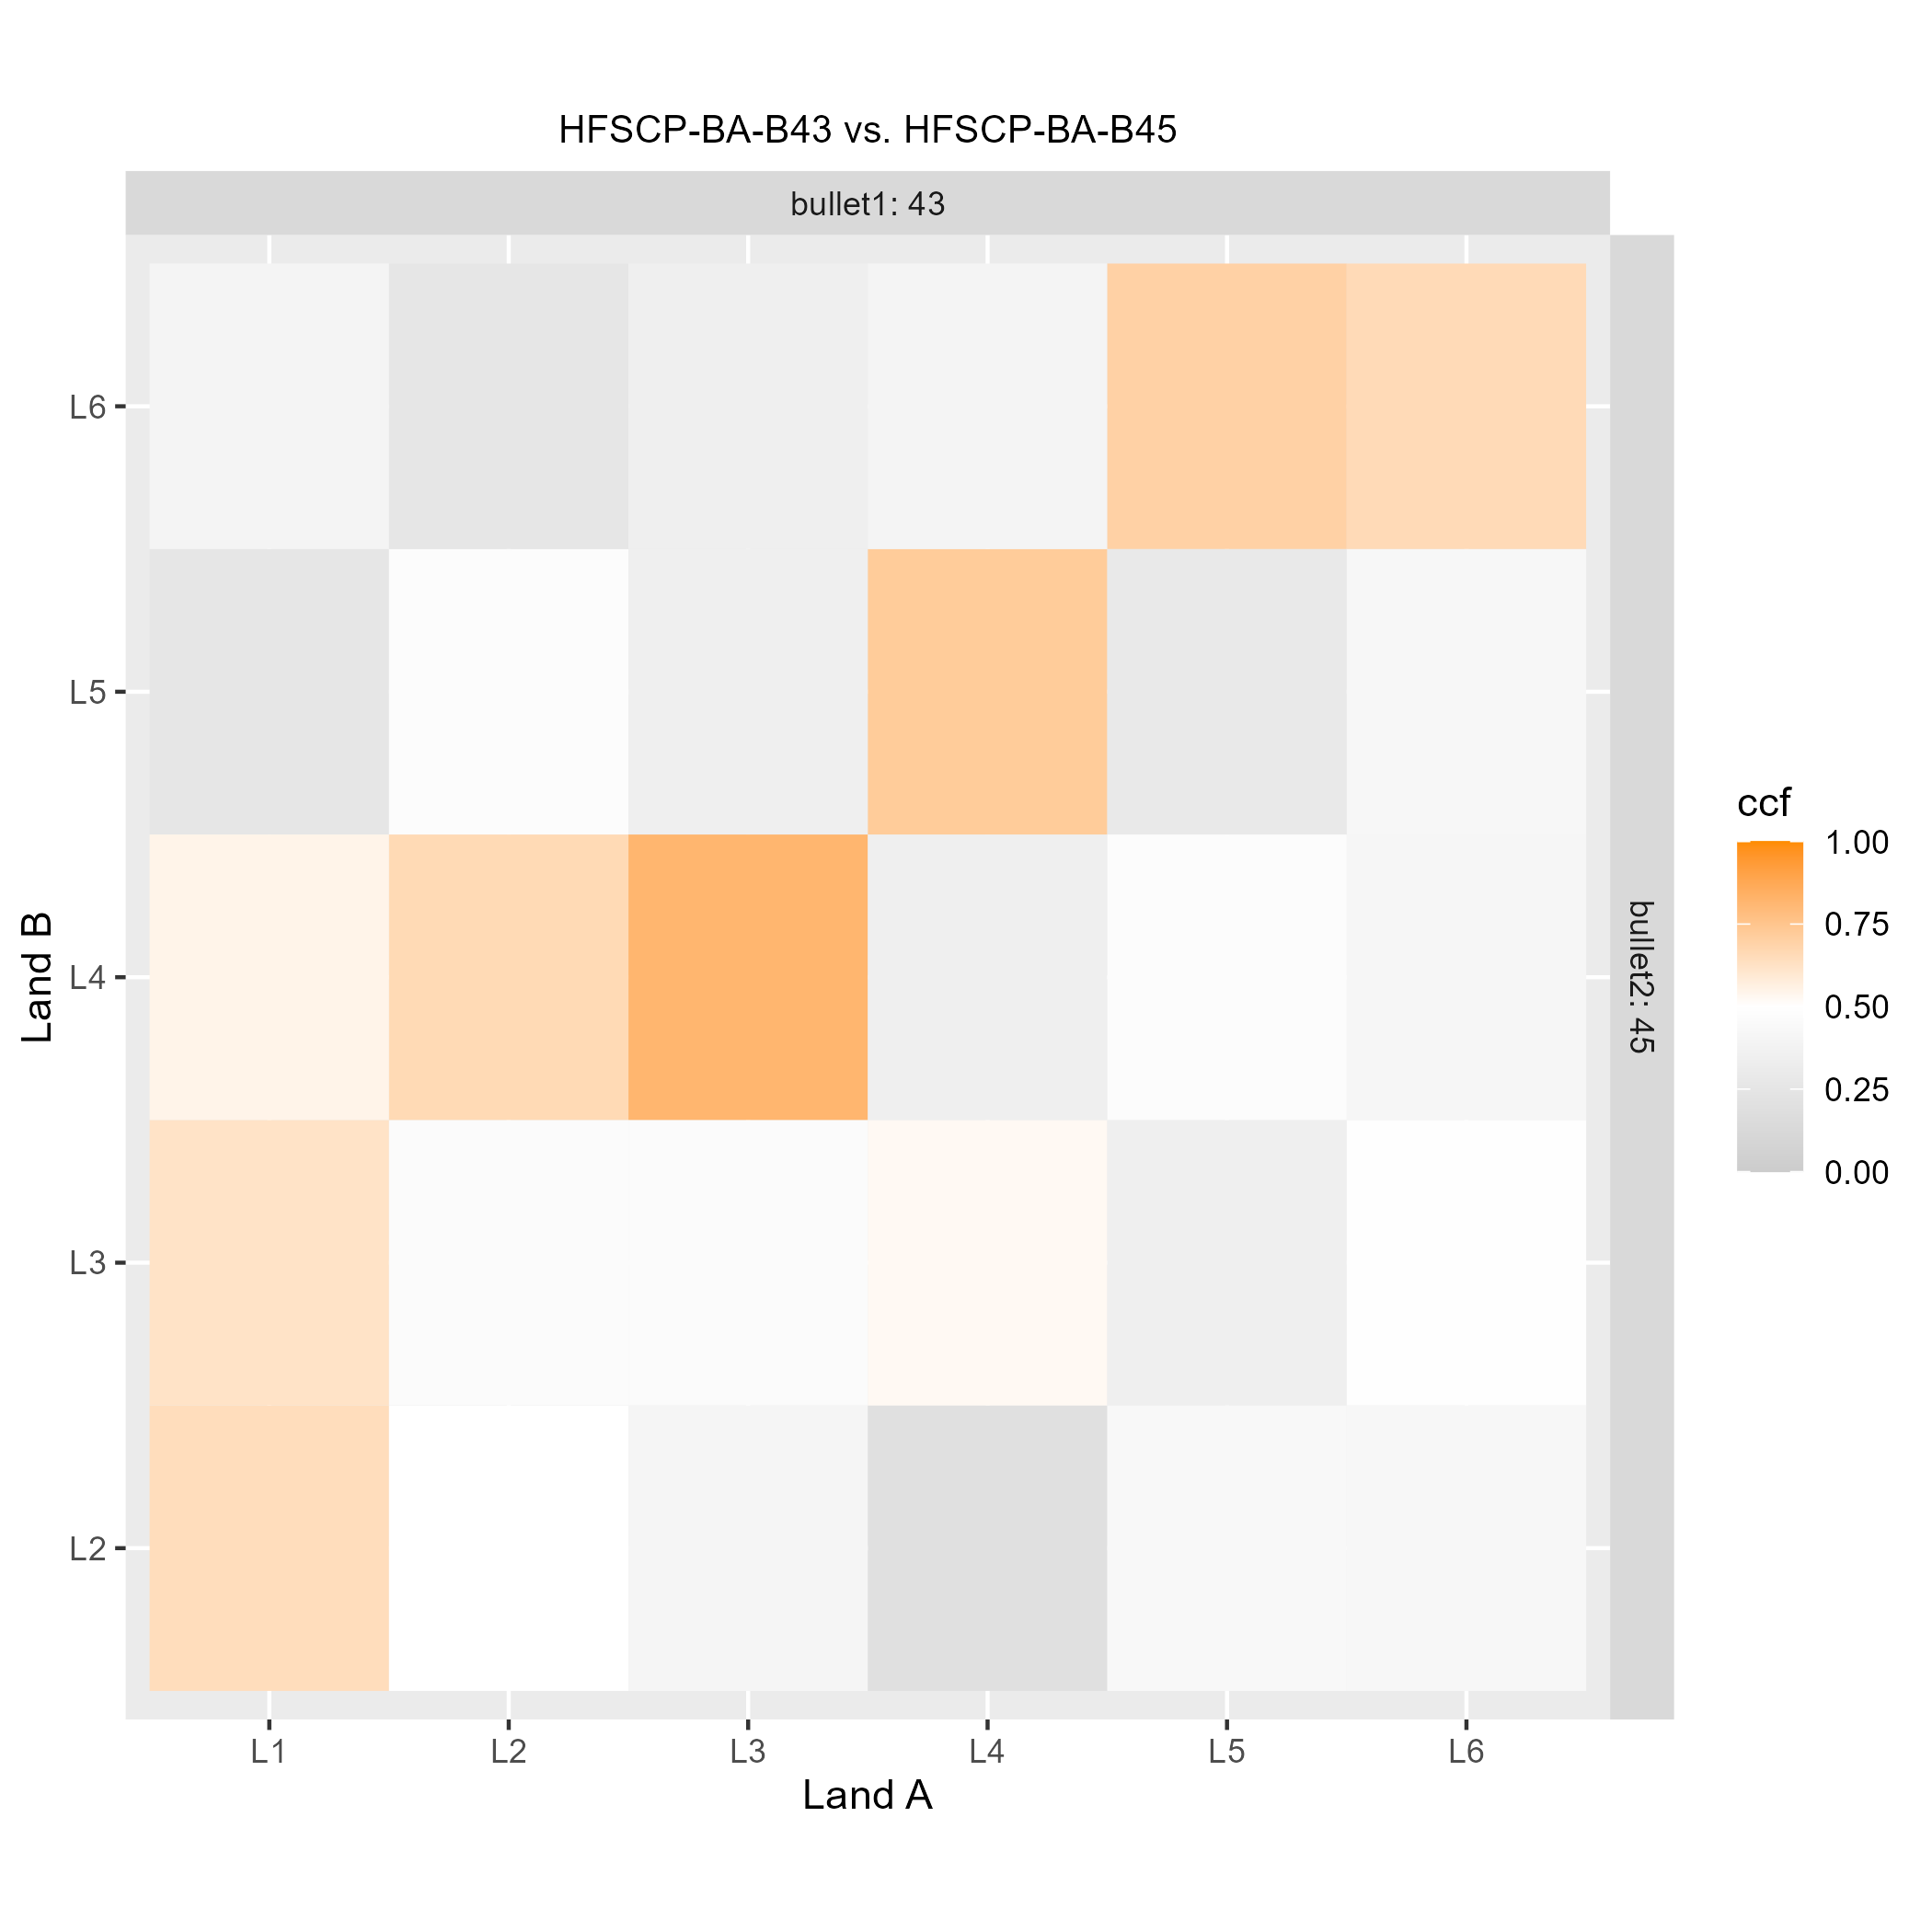 HFSCP-BA-B43 vs. HFSCP-BA-B45
bullet1: 43
L6
L5
L4
L3
L2
Land B
bullet2: 45
L1
L2
L3
L4
L5
L6
Land A
ccf
1.00
0.75
0.50
0.25
0.00